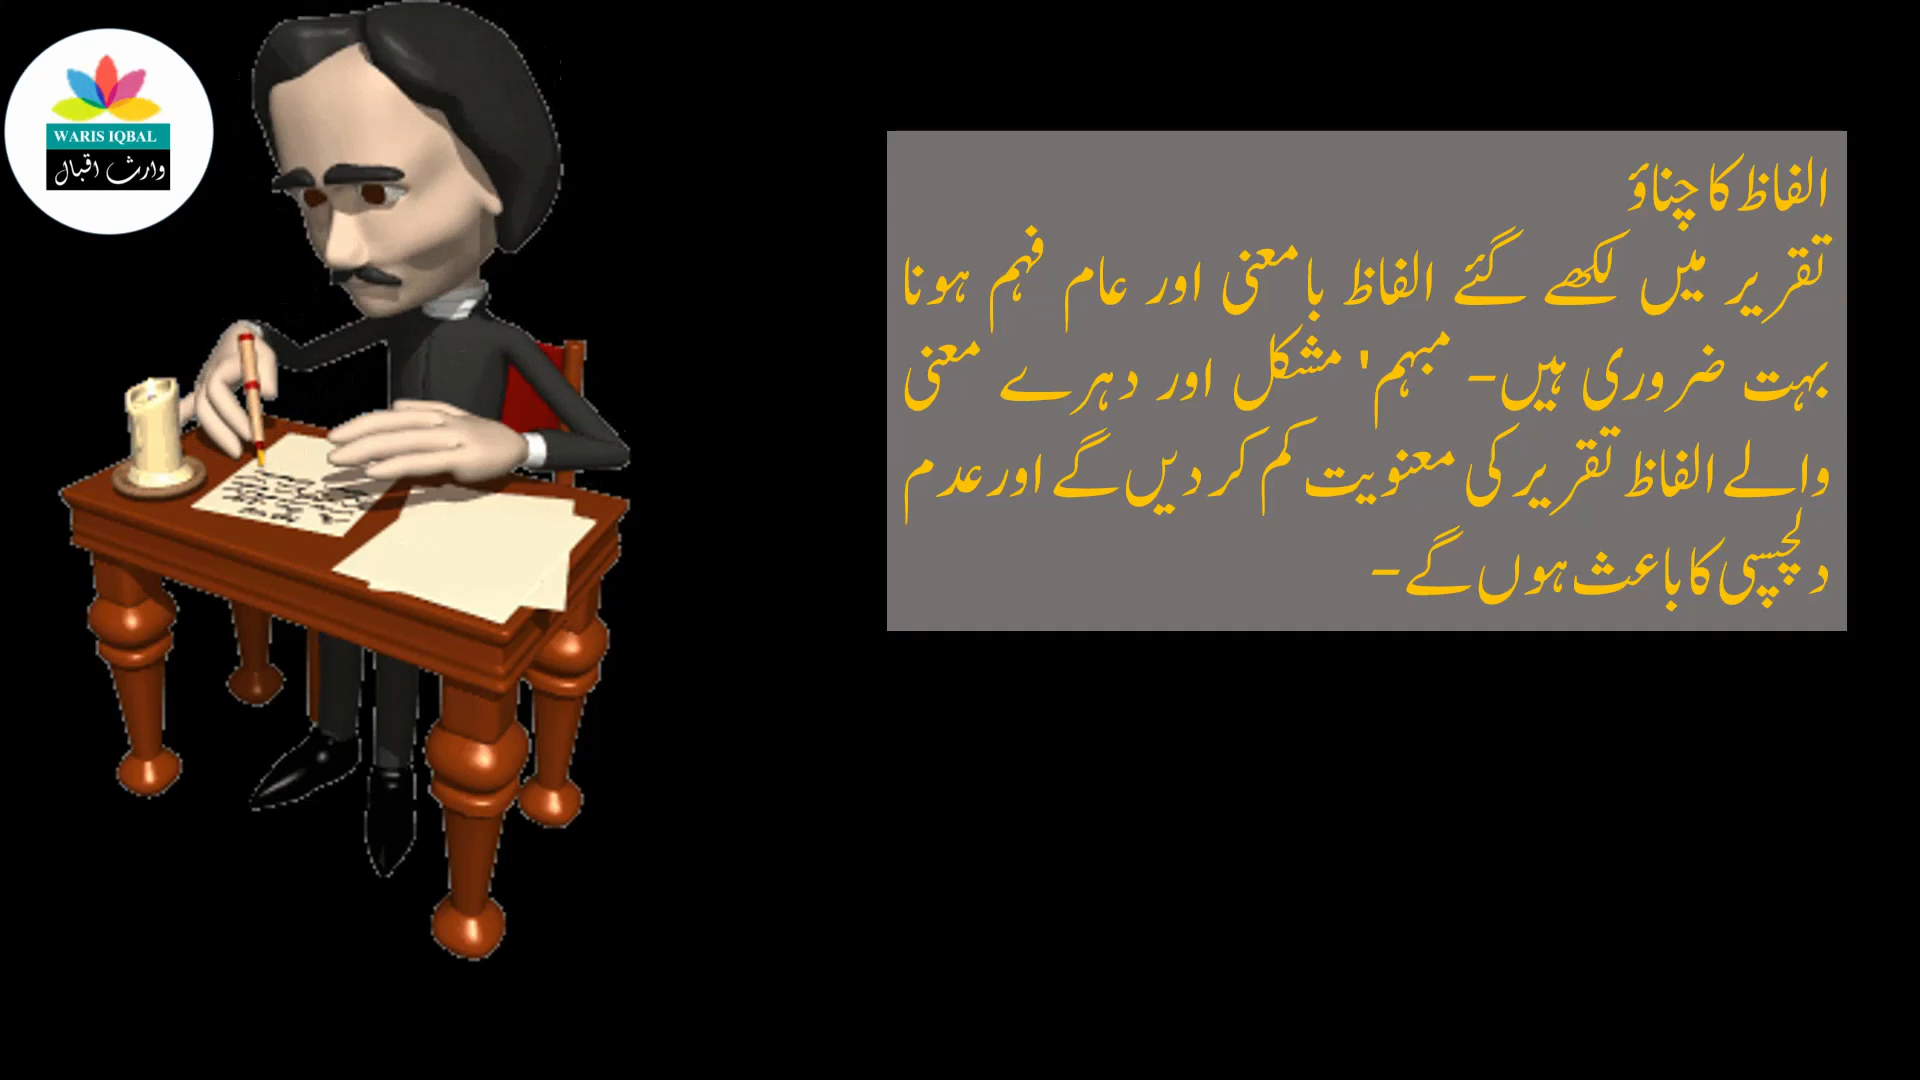 WARIS IQBAL
وارث اقبال
الفاظ کا چناؤ
تقریر میں لکھے گئے الفاظ بامعنی اور عام فہم ہونا
بہت ضروری ہیں۔ مبہم' مشکل اور دہرے معنی
والے الفاظ تقریر کی معنویت کم کر دیں گے اور عدم
دلچسپی کا باعث ہوں گے۔